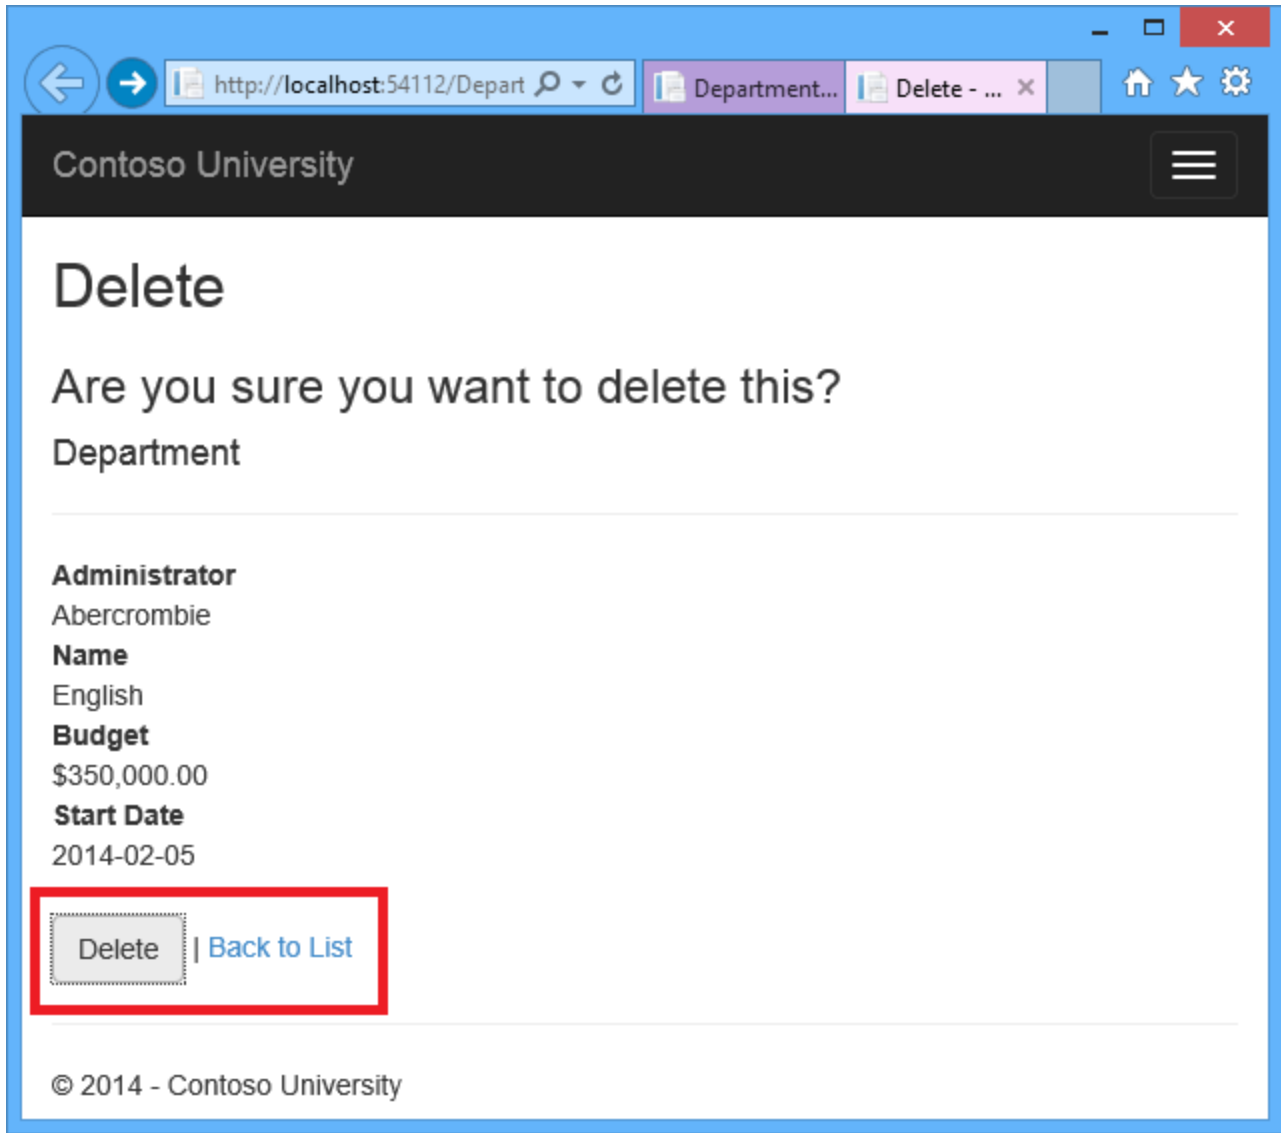 http://localhost:54112/Depart
Department...
Delete - ...
Contoso University
Delete
Are you sure you want to delete this?
Department
Administrator
Abercrombie
Name
English
Budget
$350,000.00
Start Date
2014-02-05
Delete | Back to List
© 2014 - Contoso University